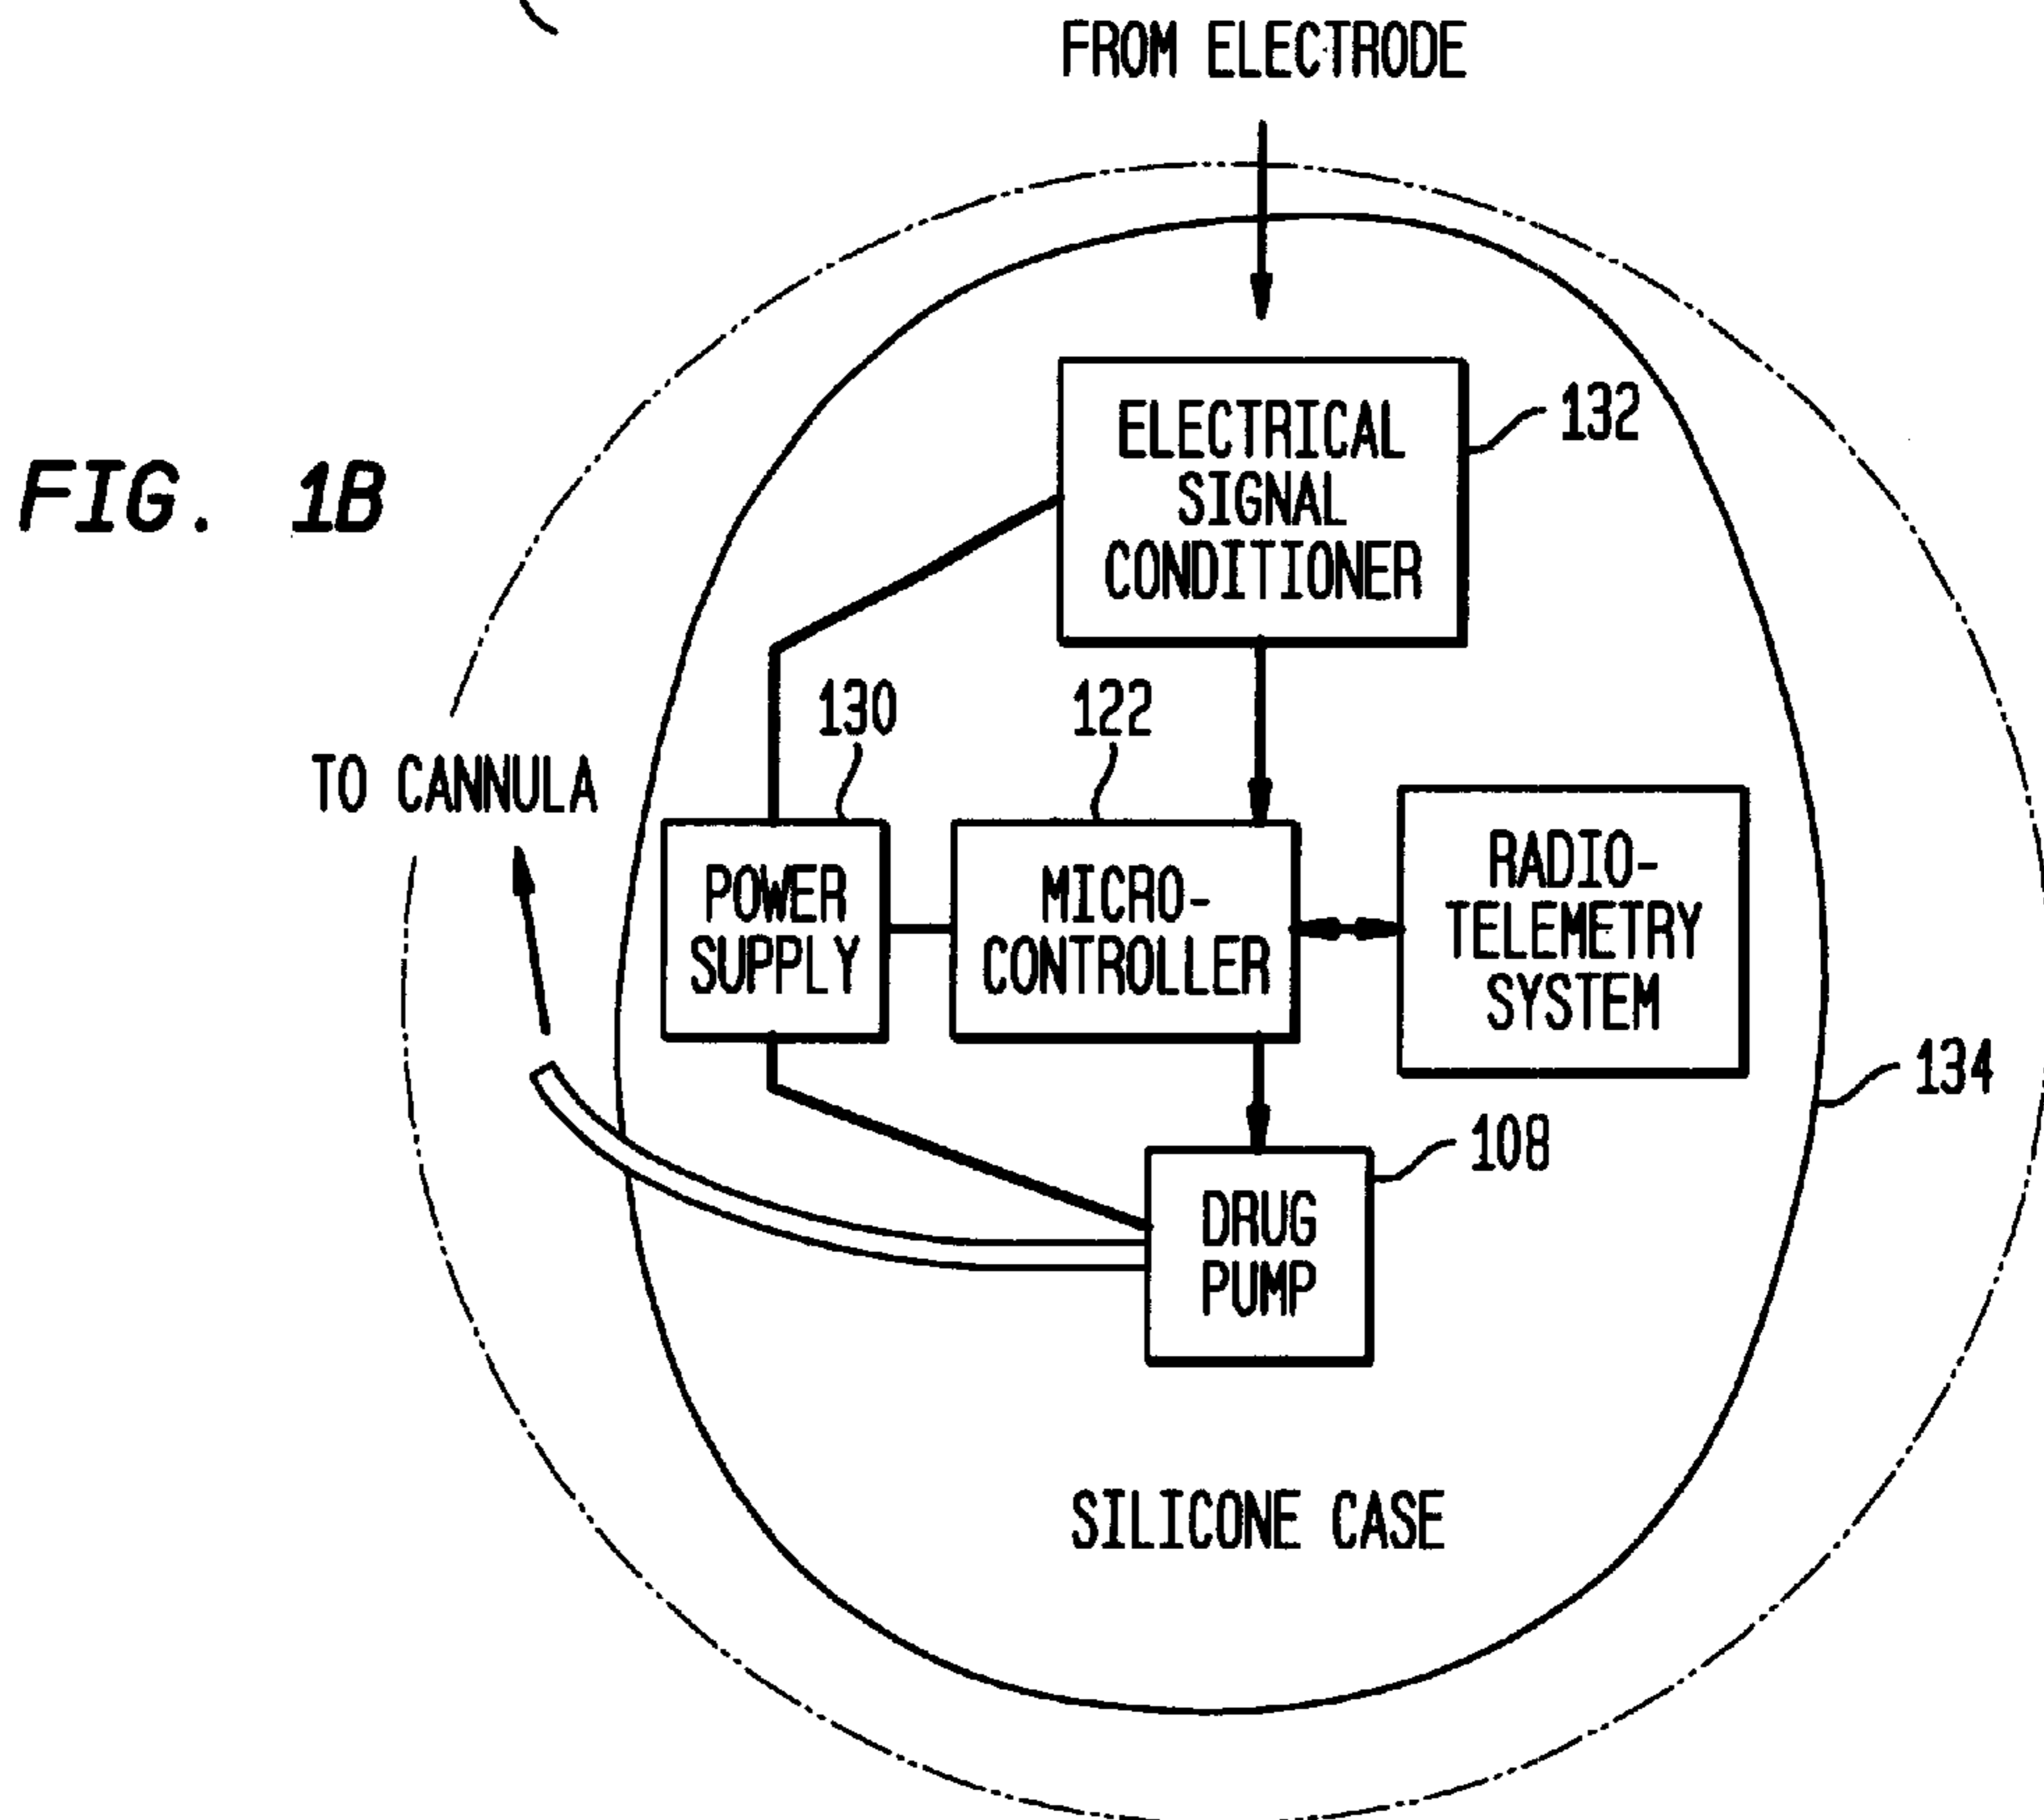 FROM ELECTRODE
FIG. 1B
ELECTRICAL
SIGNAL
CONDITIONER
132
130
122
TO CANNULA
POWER
SUPPLY
MICRO-
CONTROLLER
RADIO-
TELEMETRY
SYSTEM
134
108
DRUG
PUMP
SILICONE CASE